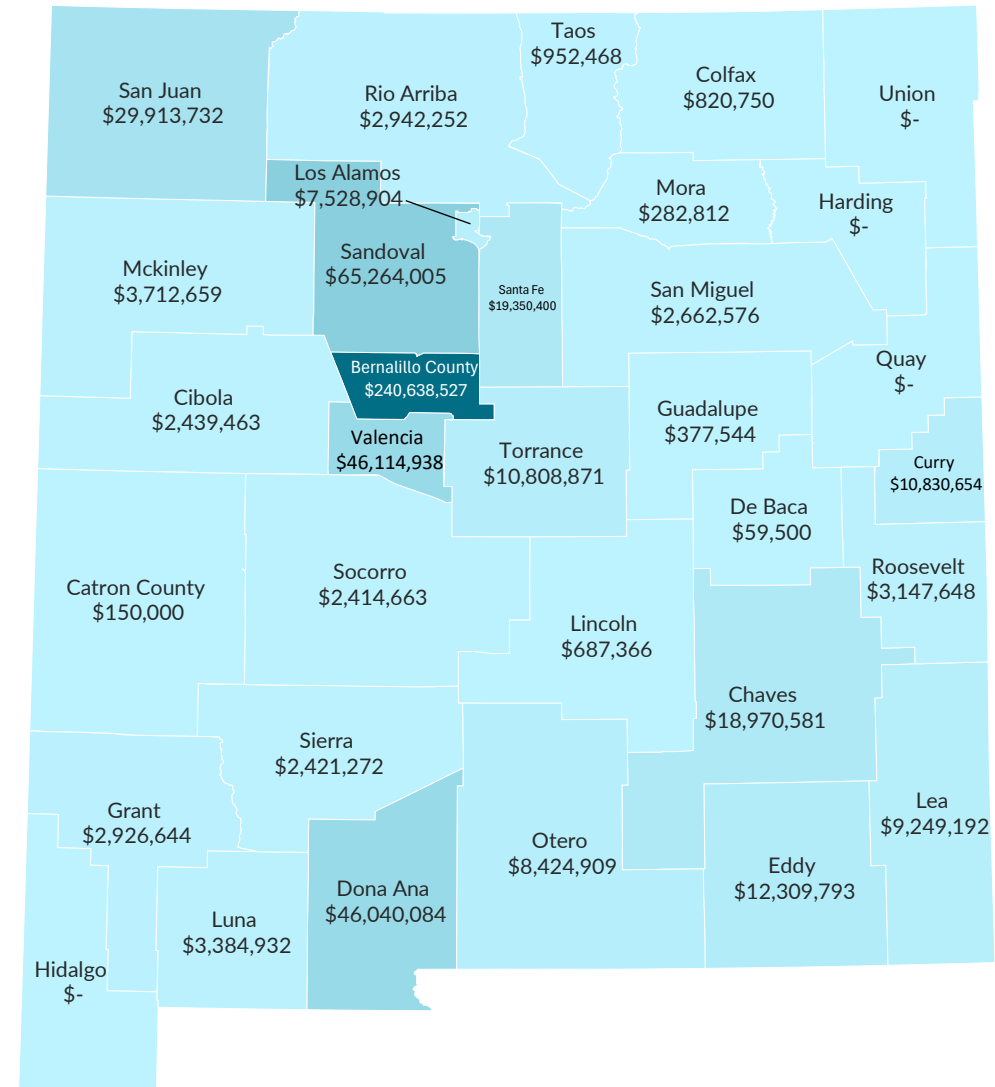 Taos
$952,468
San Juan
$29,913,732
Rio Arriba
$2,942,252
Colfax
$820,750
Union
$-
Los Alamos
$7,528,904
Mora
$282,812
Harding
$-
Mckinley
$3,712,659
Sandoval
$65,264,005
Santa Fe
$19,350,400
San Miguel
$2,662,576
Quay
$-
Bernalillo County
$240,638,527
Cibola
$2,439,463
Guadalupe
$377,544
Valencia
$46,114,938
Torrance
$10,808,871
Curry
$10,830,654
De Baca
$59,500
Catron County
$150,000
Socorro
$2,414,663
Roosevelt
$3,147,648
Lincoln
$687,366
Chaves
$18,970,581
Sierra
$2,421,272
Grant
$2,926,644
Lea
$9,249,192
Otero
$8,424,909
Eddy
$12,309,793
Dona Ana
$46,040,084
Luna
$3,384,932
Hidalgo
$-